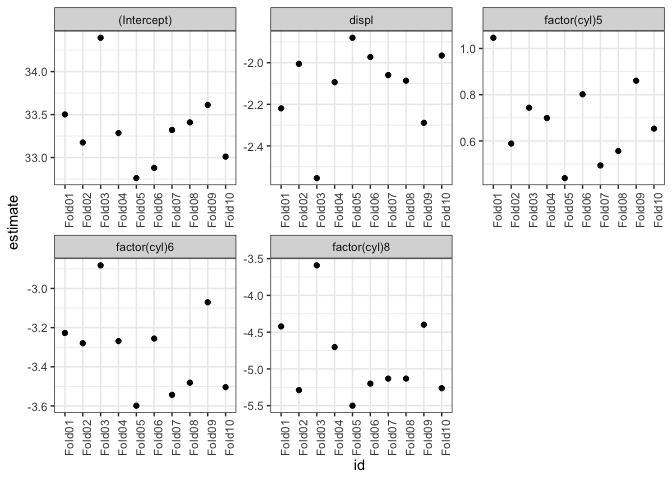 (Intercept)
displ
factor(cyl)5
34.0
33.5
33.0
-2.0
-2.2
-2.4
1.0
0.8
0.6
Fold01 Fold02 Fold03 Fold04 Fold05 Fold06 Fold07 Fold08 Fold09 Fold10
Fold01 Fold02 Fold03 Fold04 Fold05 Fold06 Fold07 Fold08 Fold09 Fold10
Fold01 Fold02 Fold03 Fold04 Fold05 Fold06 Fold07 Fold08 Fold09 Fold10
estimate
factor(cyl)6
factor(cyl)8
-3.0
-3.2
-3.4
-3.6
-3.5
-4.0
-4.5
-5.0
-5.5
Fold01 Fold02 Fold03 Fold04 Fold05 Fold06 Fold07 Fold08 Fold09 Fold10
Fold01 Fold02 Fold03 Fold04 Fold05 Fold06 Fold07 Fold08 Fold09 Fold10
id